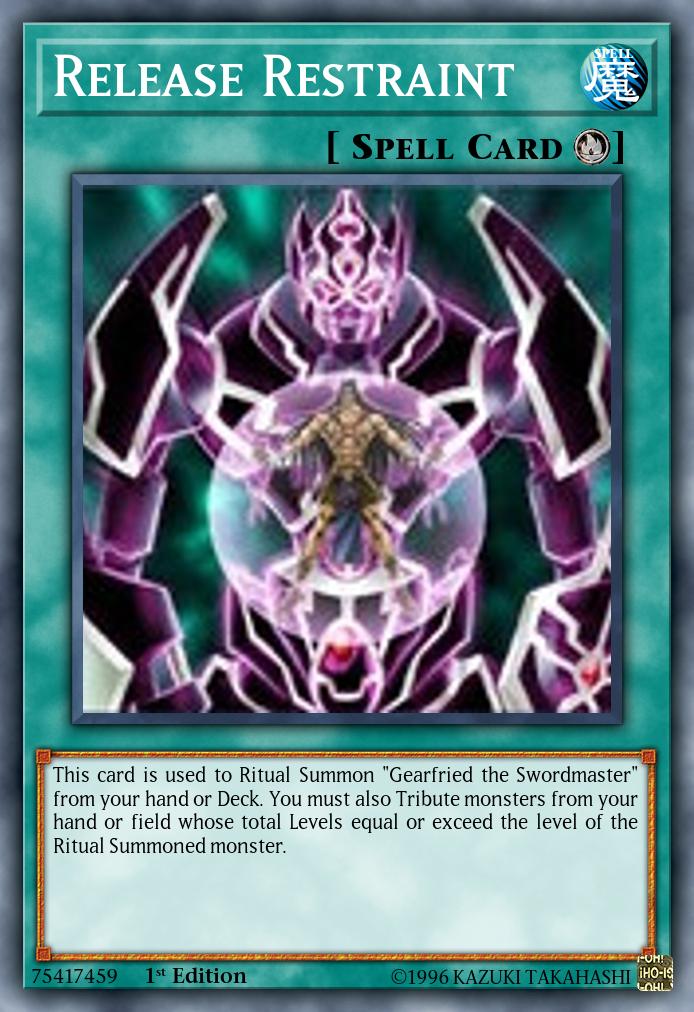 RELEASE RESTRAINT
SPELL
魔
[ SPELL CARD ]
This card is used to Ritual Summon "Gearfried the Swordmaster"
from your hand or Deck. You must also Tribute monsters from your
hand or field whose total Levels equal or exceed the level of the
Ritual Summoned monster.
75417459 1st Edition ©1996 KAZUKI TAKAHASHI